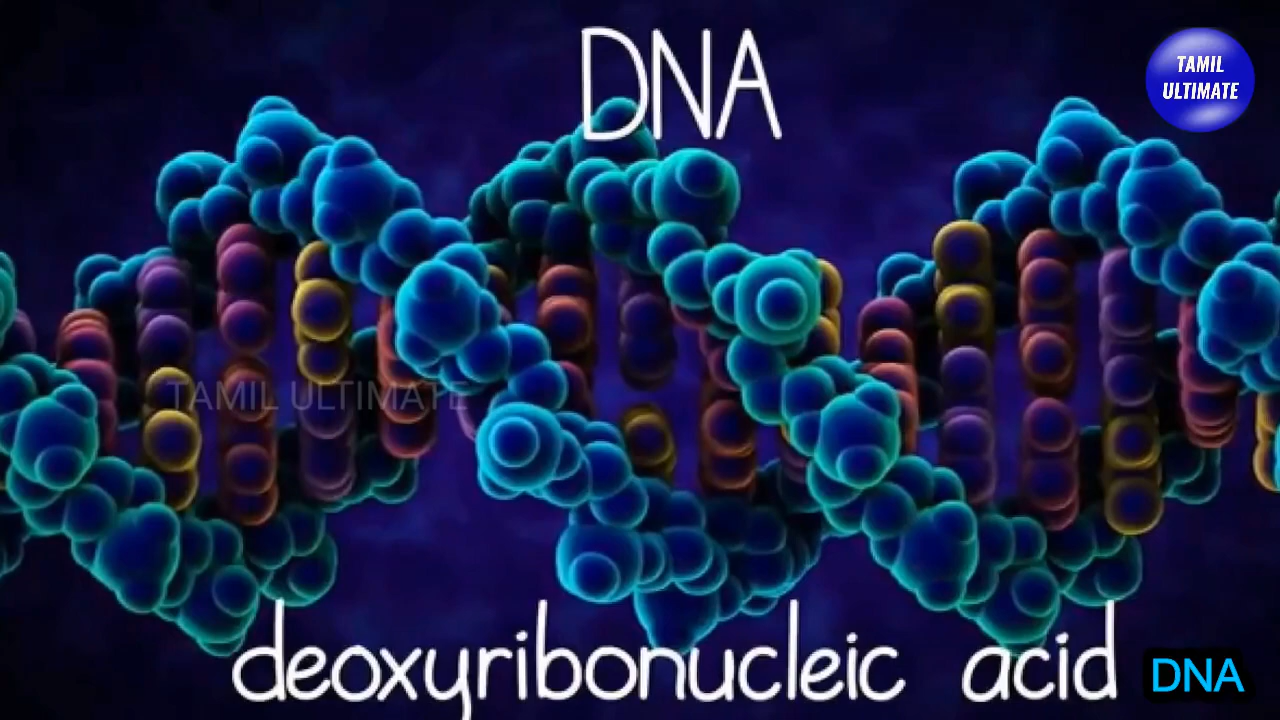 DNA
TAMIL
ULTIMATE
TAMIL ULTIMATE
deoxyribonucleic acid
DNA